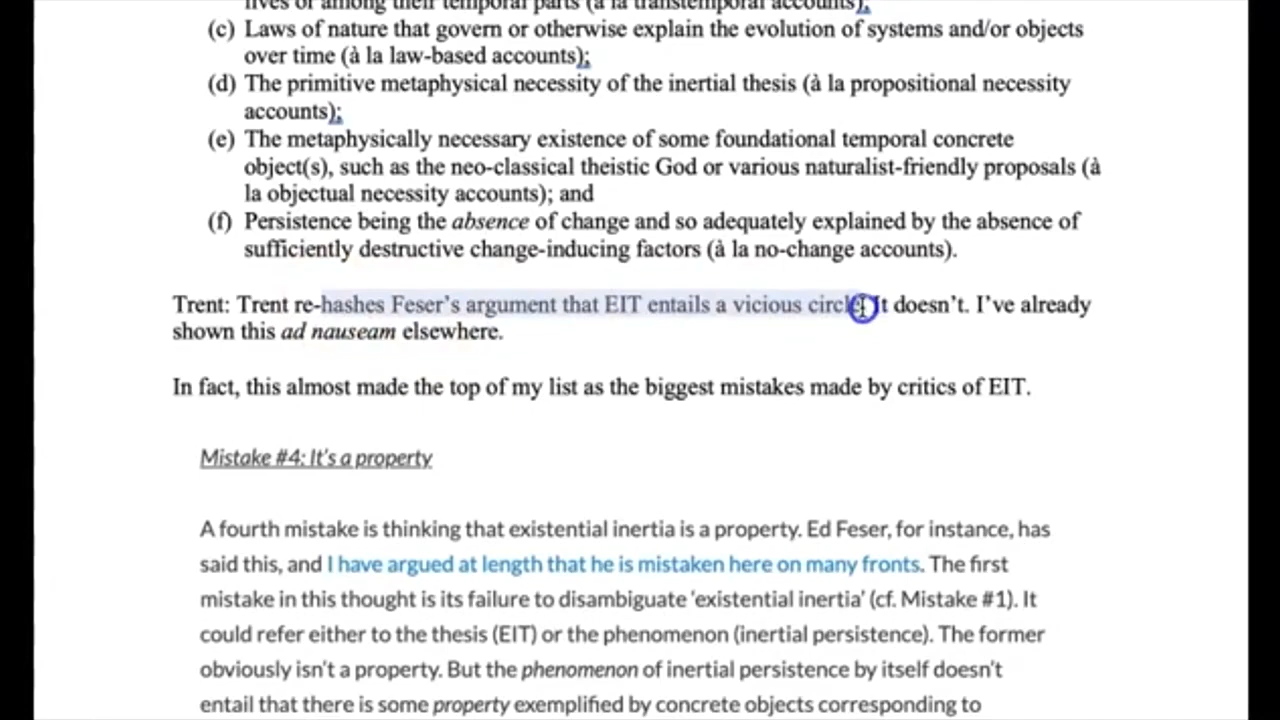 lives or among their temporal parts (à la transtemporal accounts);
(c) Laws of nature that govern or otherwise explain the evolution of systems and/or objects
over time (à la law-based accounts);
(d) The primitive metaphysical necessity of the inertial thesis (à la propositional necessity
accounts);
(e) The metaphysically necessary existence of some foundational temporal concrete
object(s), such as the neo-classical theistic God or various naturalist-friendly proposals (à
la objectual necessity accounts); and
(f) Persistence being the absence of change and so adequately explained by the absence of
sufficiently destructive change-inducing factors (à la no-change accounts).
Trent: Trent re-hashes Feser’s argument that EIT entails a vicious circle. It doesn’t. I’ve already
shown this ad nauseam elsewhere.
In fact, this almost made the top of my list as the biggest mistakes made by critics of EIT.
Mistake #4: It’s a property
A fourth mistake is thinking that existential inertia is a property. Ed Feser, for instance, has
said this, and I have argued at length that he is mistaken here on many fronts. The first
mistake in this thought is its failure to disambiguate ‘existential inertia’ (cf. Mistake #1). It
could refer either to the thesis (EIT) or the phenomenon (inertial persistence). The former
obviously isn’t a property. But the phenomenon of inertial persistence by itself doesn’t
entail that there is some property exemplified by concrete objects corresponding to